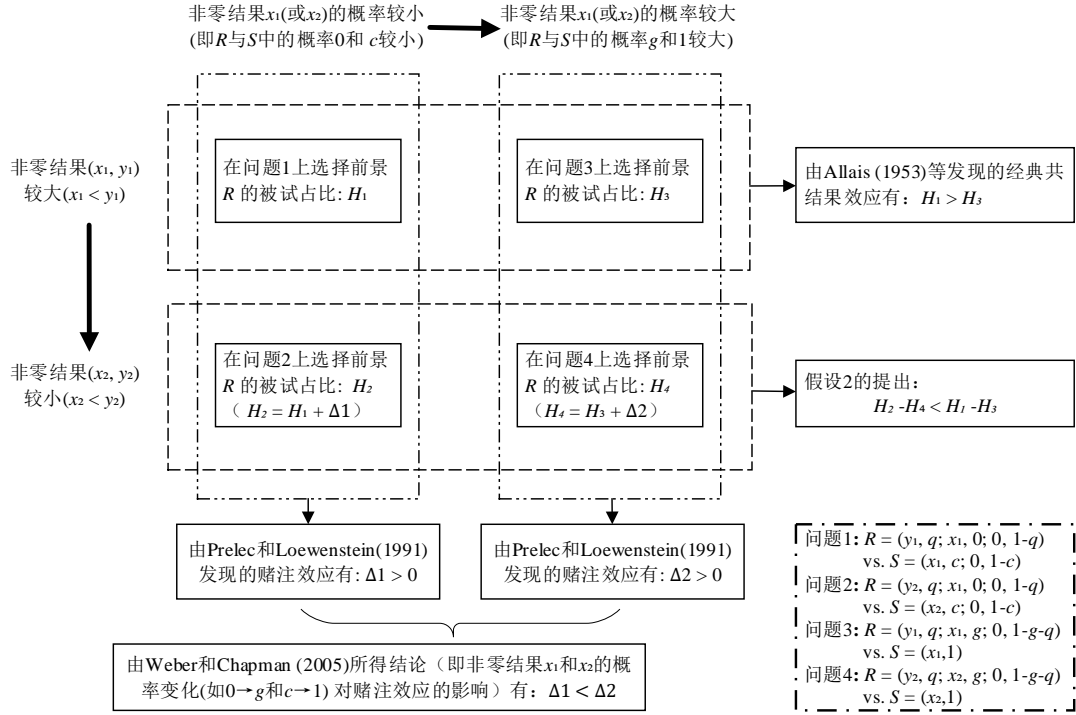 非零结果x₁(或x₂)的概率较小
(即R与S中的概率0和 c较小)
非零结果x₁(或x₂)的概率较大
(即R与S中的概率g和1较大)
非零结果(x₁, y₁)
较大(x₁ < y₁)
在问题1上选择前景
R 的被试占比: H₁
在问题3上选择前景
R 的被试占比: H₃
由Allais (1953)等发现的经典共
结果效应有：H₁ > H₃
非零结果(x₂, y₂)
较小(x₂ < y₂)
在问题2上选择前景
R 的被试占比: H₂
（ H₂ = H₁ + Δ1）
在问题4上选择前景
R 的被试占比: H₄
(H₄ = H₃ + Δ2）
假设2的提出：
H₂ -H₄ < H₁ -H₃
由Prelec和Loewenstein(1991)
发现的赌注效应有: Δ1 > 0
由Prelec和Loewenstein(1991)
发现的赌注效应有: Δ2 > 0
由Weber和Chapman (2005)所得结论（即非零结果x₁和x₂的概
率变化(如0→g和c→1) 对赌注效应的影响）有：Δ1 < Δ2
问题1: R = (y₁, q; x₁, 0; 0, 1-q)
vs. S = (x₁, c; 0, 1-c)
问题2: R = (y₂, q; x₁, 0; 0, 1-q)
vs. S = (x₂, c; 0, 1-c)
问题3: R = (y₁, q; x₁, g; 0, 1-g-q)
vs. S = (x₁,1)
问题4: R = (y₂, q; x₂, g; 0, 1-g-q)
vs. S = (x₂,1)